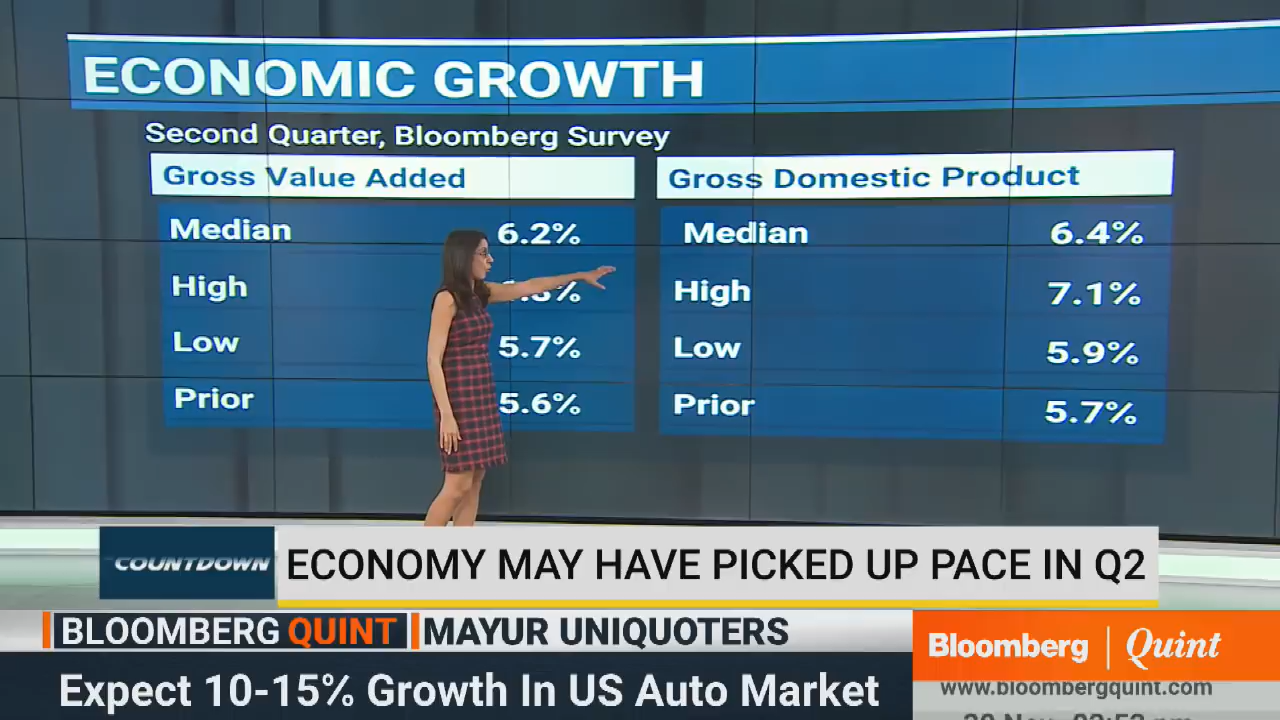 ECONOMIC GROWTH
Second Quarter, Bloomberg Survey
Gross Value Added
Median 6.2%
High
Low 5.7%
Prior 5.6%
Gross Domestic Product
Median 6.4%
High 7.1%
Low 5.9%
Prior 5.7%
COUNTDOWN
ECONOMY MAY HAVE PICKED UP PACE IN Q2
BLOOMBERG QUINT MAYUR UNIQUOTERS
Expect 10-15% Growth In US Auto Market
Bloomberg | Quint
www.bloombergquint.com